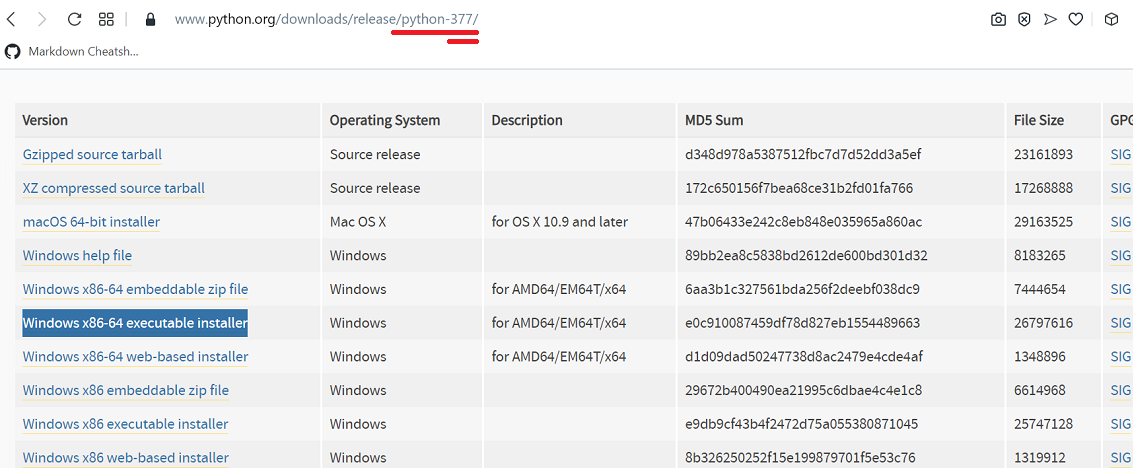 www.python.org/downloads/release/python-377/
Markdown Cheatsh...
Version Operating System Description MD5 Sum File Size GPG
Gzipped source tarball Source release d348d978a5387512fbc7d7d52dd3a5ef 23161893 SIG
XZ compressed source tarball Source release 172c650156f7bea68ce31b2fd01fa766 17268888 SIG
macOS 64-bit installer Mac OS X for OS X 10.9 and later 47b06433e242c8eb848e035965a860ac 29163525 SIG
Windows help file Windows 89bb2ea8c5838bd2612de600bd301d32 8183265 SIG
Windows x86-64 embeddable zip file Windows for AMD64/EM64T/x64 6aa3b1c327561bda256f2deebf038dc9 7444654 SIG
Windows x86-64 executable installer Windows for AMD64/EM64T/x64 e0c910087459df78d827eb1554489663 26797616 SIG
Windows x86-64 web-based installer Windows for AMD64/EM64T/x64 d1d09dad50247738d8ac2479e4cde4af 1348896 SIG
Windows x86 embeddable zip file Windows 29672b400490ea21995c6dbae4c4e1c8 6614968 SIG
Windows x86 executable installer Windows e9db9cf43b4f2472d75a055380871045 25747128 SIG
Windows x86 web-based installer Windows 8b326250252f15e199879701f5e53c76 1319912 SIG